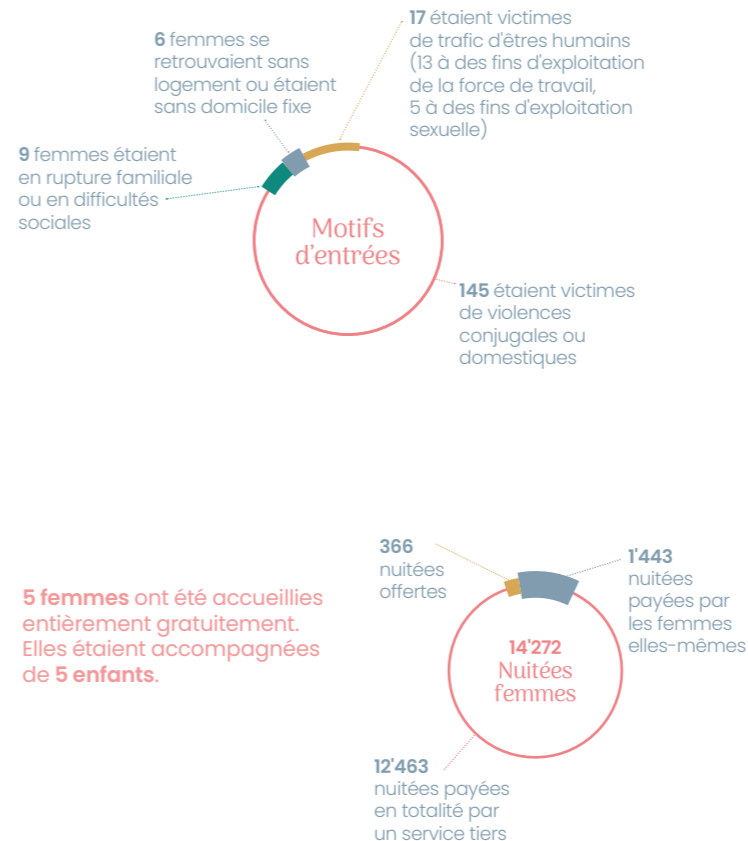 17 étaient victimes
de trafic d'êtres humains
(13 à des fins d'exploitation
de la force de travail,
5 à des fins d'exploitation
sexuelle)
6 femmes se
retrouvaient sans
logement ou étaient
sans domicile fixe
9 femmes étaient
en rupture familiale
ou en difficultés
sociales
Motifs
d'entrées
145 étaient victimes
de violences
conjugales ou
domestiques
5 femmes ont été accueillies
entièrement gratuitement.
Elles étaient accompagnées
de 5 enfants.
366
nuitées
offertes
1'443
nuitées
payées par
les femmes
elles-mêmes
14'272
Nuitées
femmes
12'463
nuitées payées
en totalité par
un service tiers